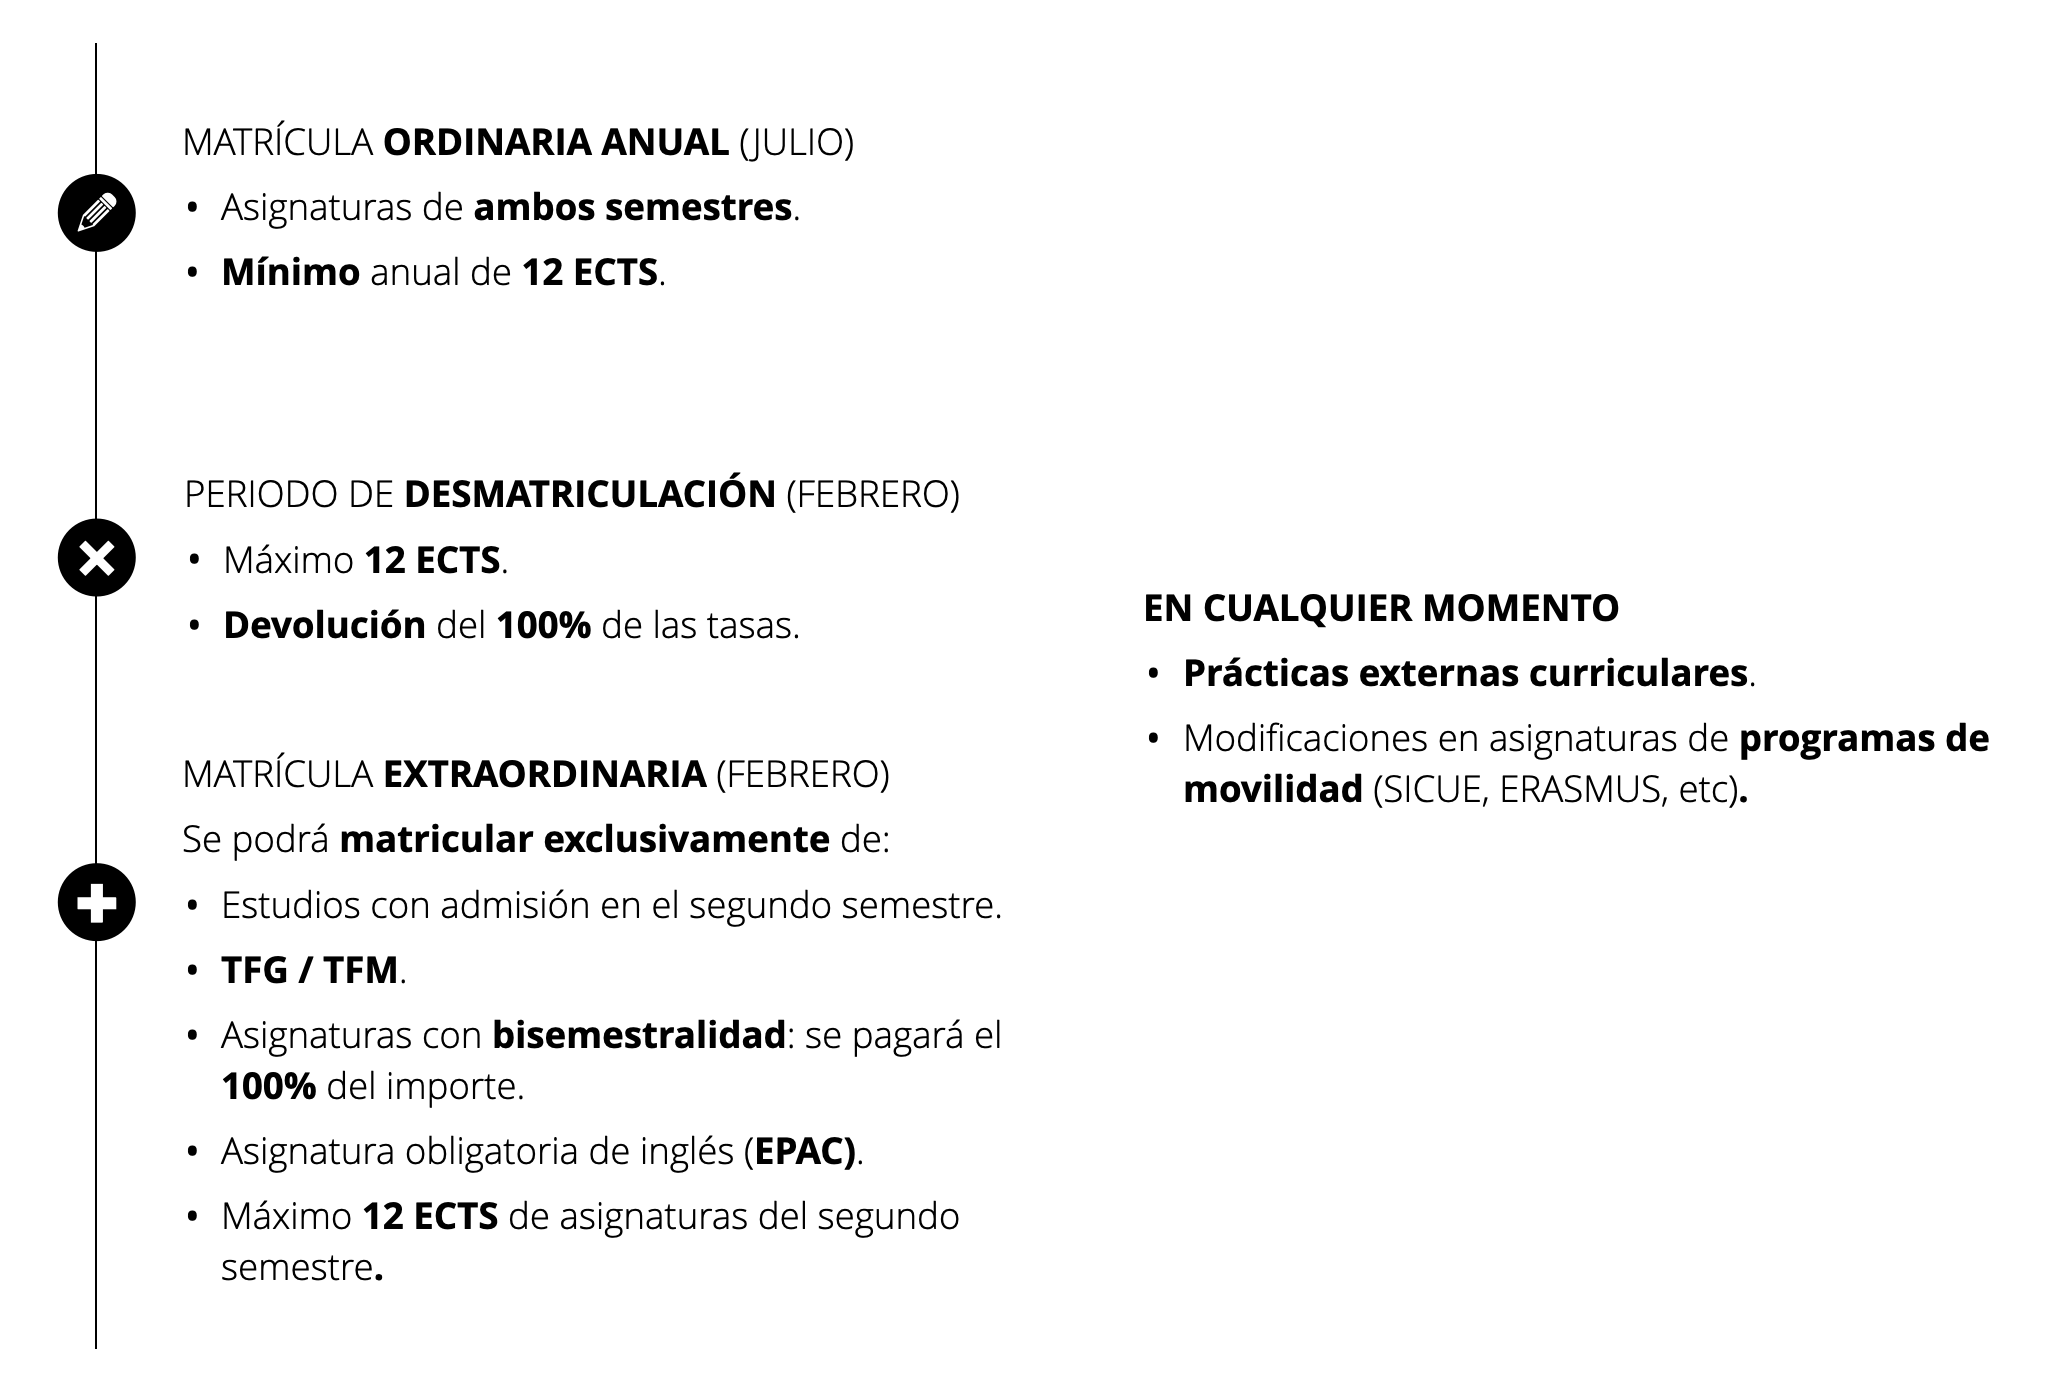 MATRÍCULA ORDINARIA ANUAL (JULIO)
• Asignaturas de ambos semestres.
• Mínimo anual de 12 ECTS.
PERIODO DE DESMATRICULACIÓN (FEBRERO)
• Máximo 12 ECTS.
• Devolución del 100% de las tasas.
MATRÍCULA EXTRAORDINARIA (FEBRERO)
Se podrá matricular exclusivamente de:
• Estudios con admisión en el segundo semestre.
• TFG / TFM.
• Asignaturas con bisemestralidad: se pagará el
100% del importe.
• Asignatura obligatoria de inglés (EPAC).
• Máximo 12 ECTS de asignaturas del segundo
semestre.
EN CUALQUIER MOMENTO
• Prácticas externas curriculares.
• Modificaciones en asignaturas de programas de
movilidad (SICUE, ERASMUS, etc).